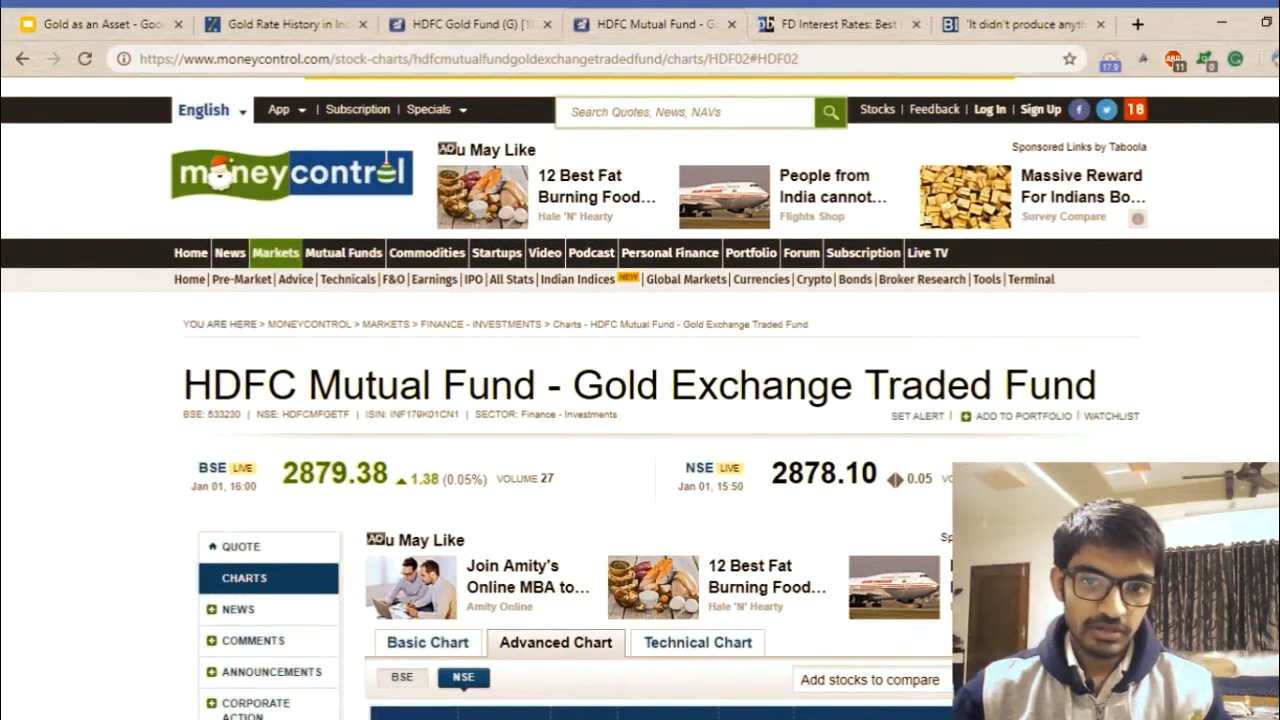 Gold as an Asset - Goo
Gold Rate History in In
HDFC Gold Fund (G) [1
HDFC Mutual Fund - G
FD Interest Rates: Best
'It didn't produce anyth
https://www.moneycontrol.com/stock-charts/hdfcmutualfundgoldexchangetradedfund/charts/HDF02#HDF02
17.9
11
0
English
App | Subscription | Specials
Search Quotes, News, NAVs
Stocks | Feedback | Log In | Sign Up
18
moneycontrol
AD u May Like
Sponsored Links by Taboola
12 Best Fat
Burning Food...
Hale 'N' Hearty
People from
India cannot...
Flights Shop
Massive Reward
For Indians Bo...
Survey Compare
Home News Markets Mutual Funds Commodities Startups Video Podcast Personal Finance Portfolio Forum Subscription Live TV
Home | Pre-Market | Advice | Technicals | F&O | Earnings | IPO | All Stats | Indian Indices NEW | Global Markets | Currencies | Crypto | Bonds | Broker Research | Tools | Terminal
YOU ARE HERE > MONEYCONTROL > MARKETS > FINANCE - INVESTMENTS > Charts - HDFC Mutual Fund - Gold Exchange Traded Fund
HDFC Mutual Fund - Gold Exchange Traded Fund
BSE: 533230 | NSE: HDFCMFGETF | ISIN: INF179K01CN1 | SECTOR: Finance - Investments
SET ALERT | ADD TO PORTFOLIO | WATCHLIST
BSE LIVE
Jan 01, 16:00
2879.38 1.38 (0.05%) VOLUME 27
NSE LIVE
Jan 01, 15:50
2878.10 0.05
QUOTE
CHARTS
NEWS
COMMENTS
ANNOUNCEMENTS
CORPORATE
ACTION
AD u May Like
Join Amity's
Online MBA to...
Amity Online
12 Best Fat
Burning Food...
Hale 'N' Hearty
Basic Chart
Advanced Chart
Technical Chart
BSE
NSE
Add stocks to compare